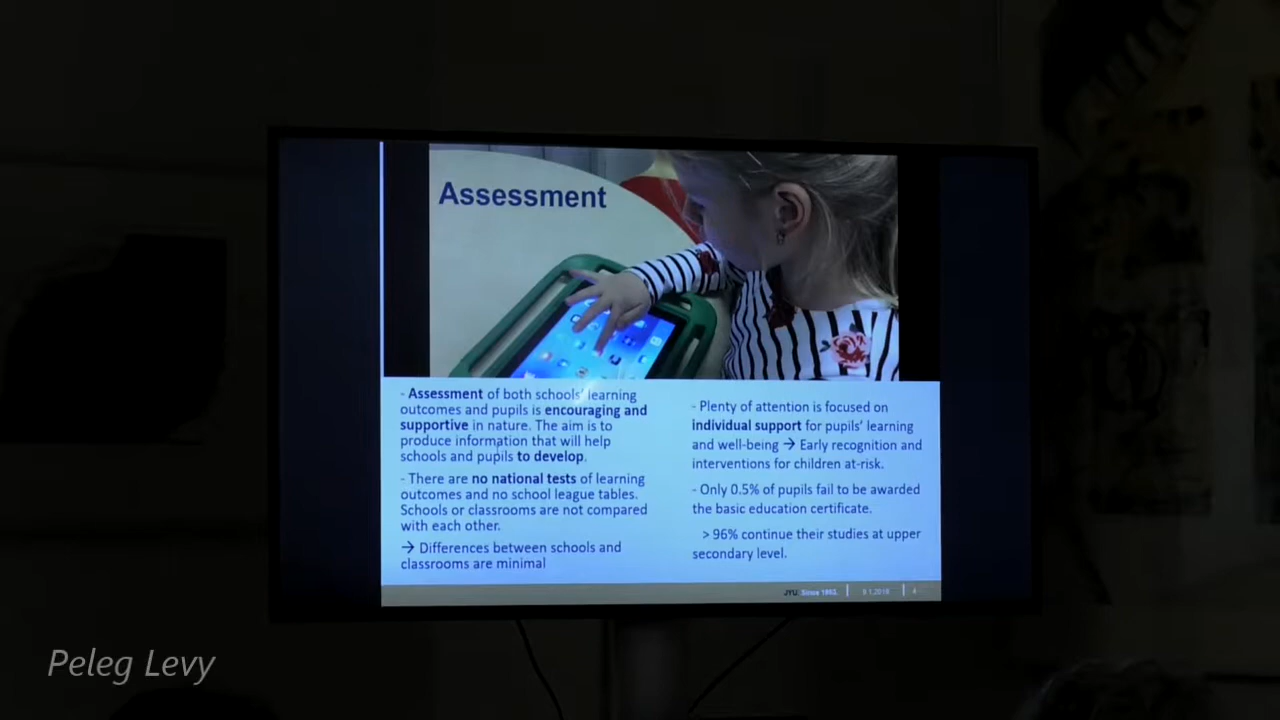 Assessment
- Assessment of both schools' learning
outcomes and pupils is encouraging and
supportive in nature. The aim is to
produce information that will help
schools and pupils to develop.
- There are no national tests of learning
outcomes and no school league tables.
Schools or classrooms are not compared
with each other.
→ Differences between schools and
classrooms are minimal
- Plenty of attention is focused on
individual support for pupils' learning
and well-being → Early recognition and
interventions for children at-risk.
- Only 0.5% of pupils fail to be awarded
the basic education certificate.
> 96% continue their studies at upper
secondary level.
JYU. Since 1863.
4
Peleg Levy